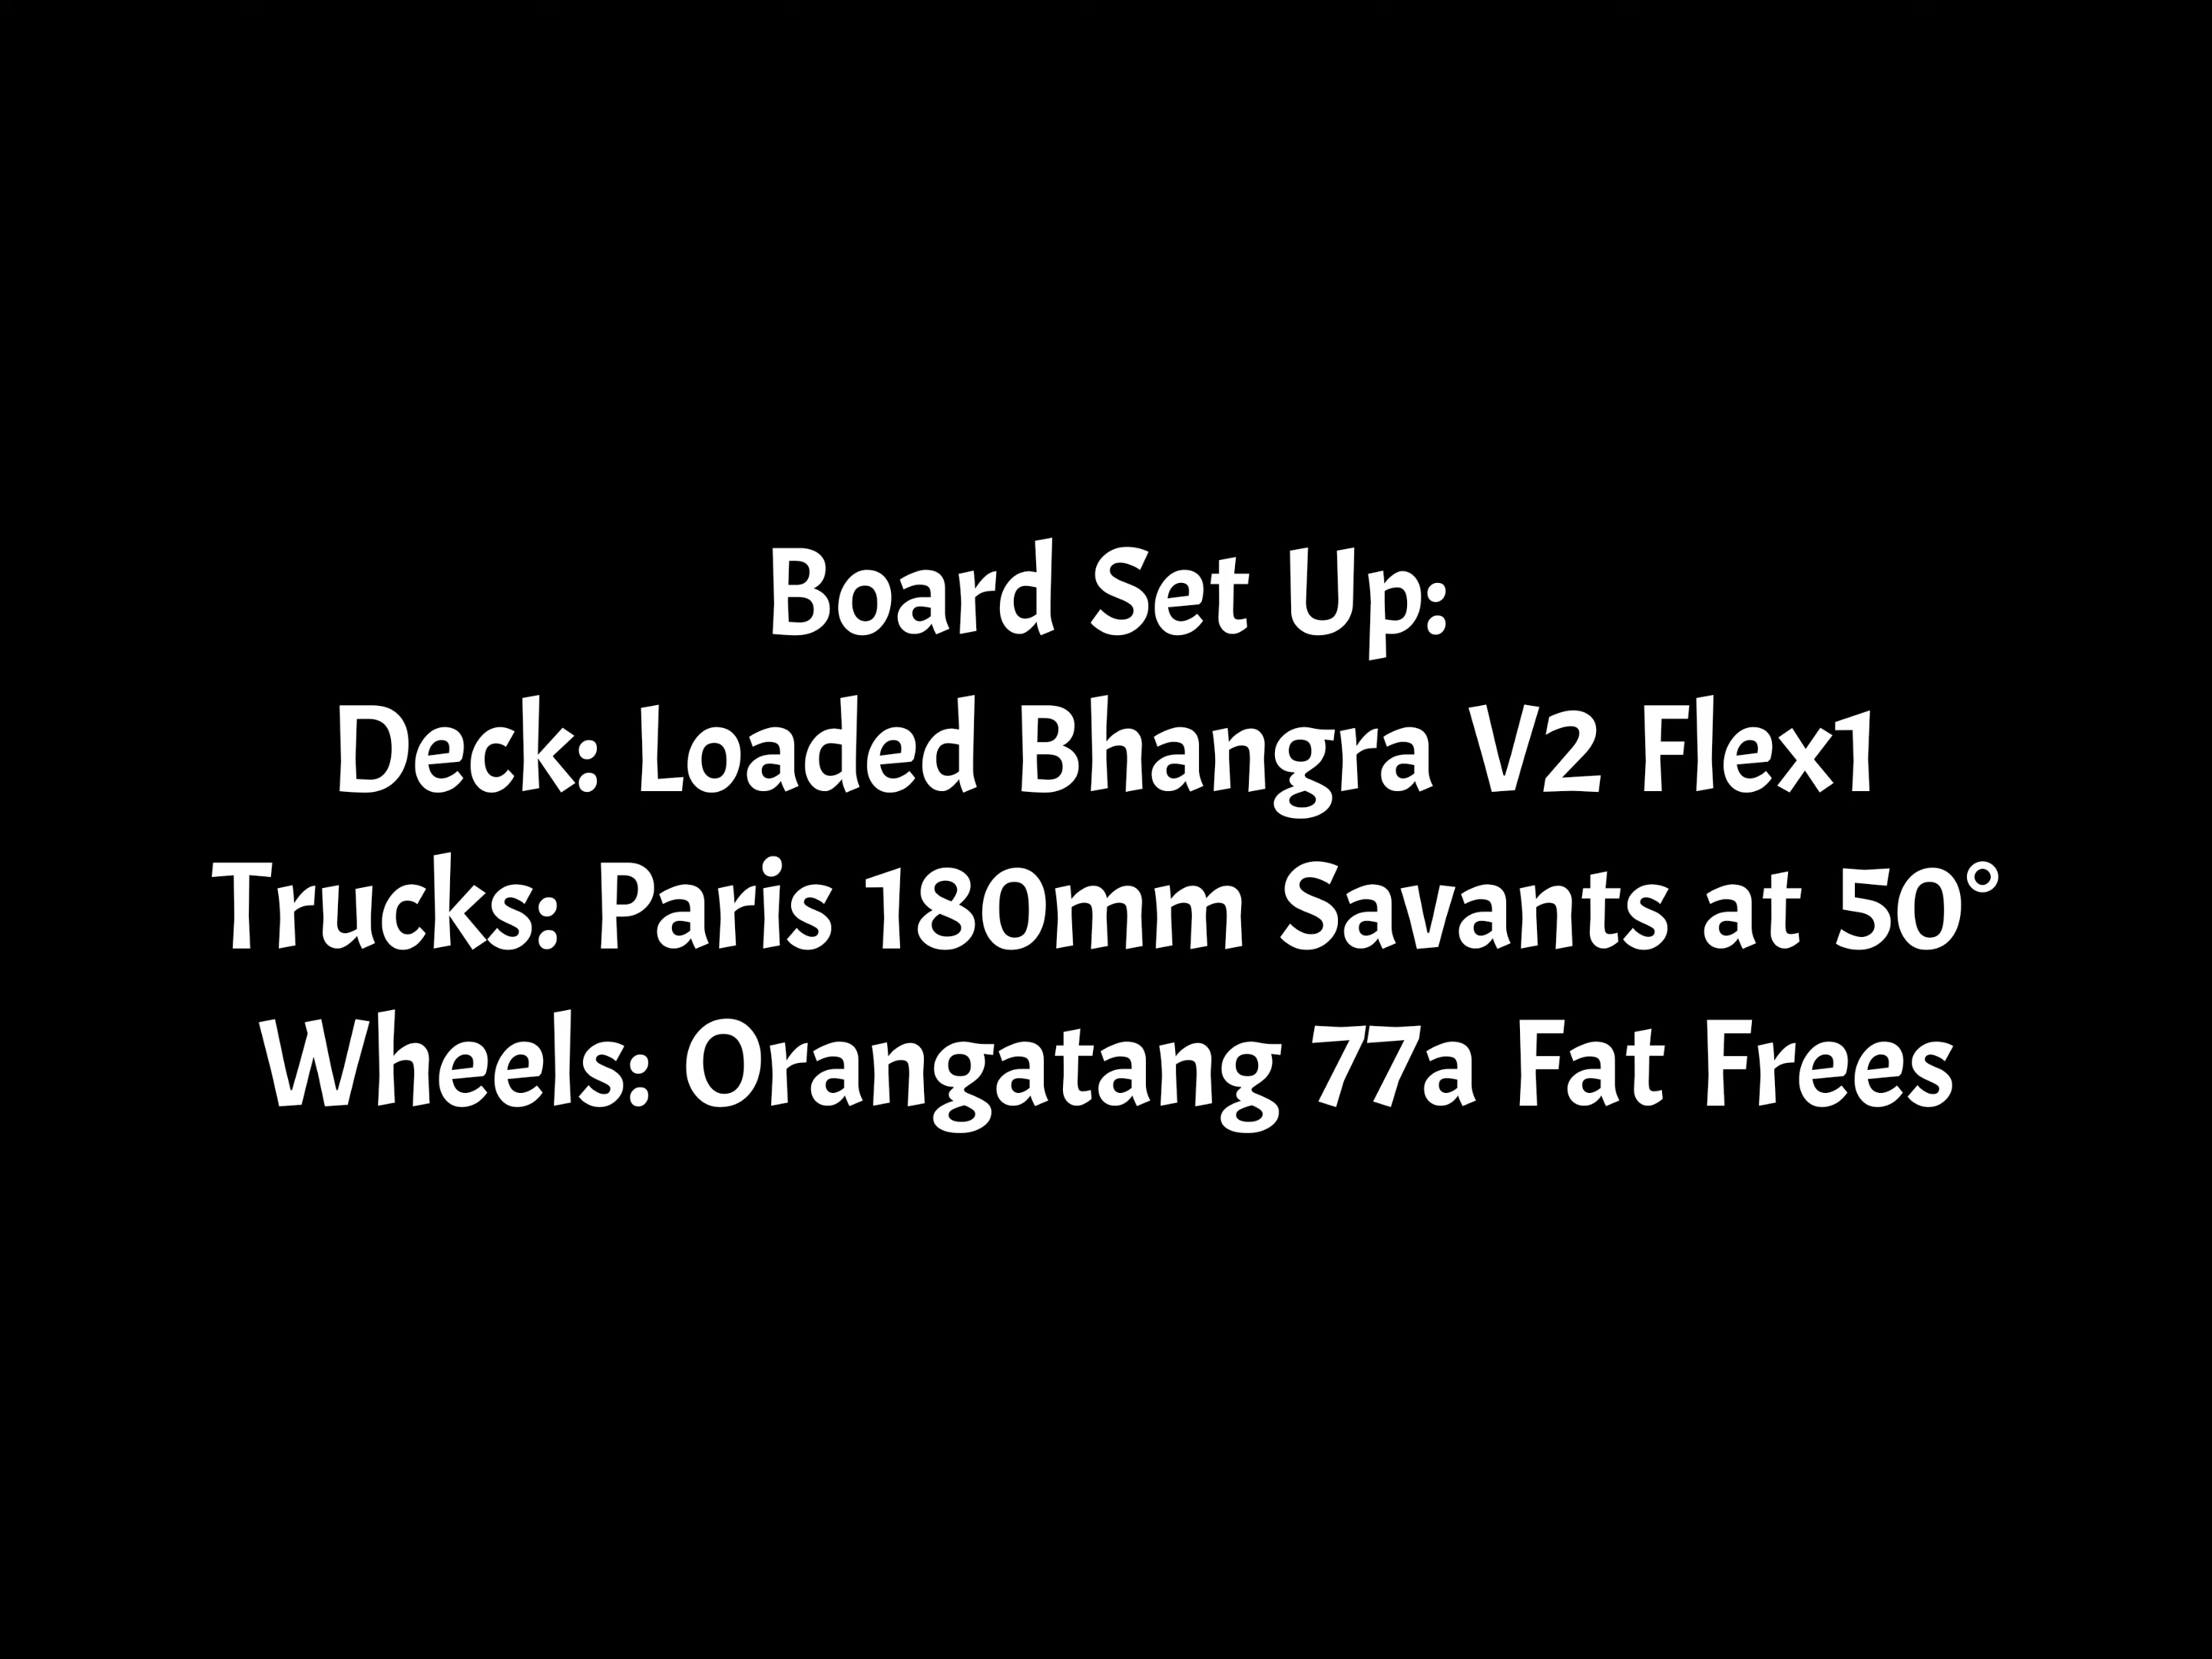 Board Set Up:
Deck: Loaded Bhangra V2 Flex1
Trucks: Paris 180mm Savants at 50°
Wheels: Orangatang 77a Fat Frees